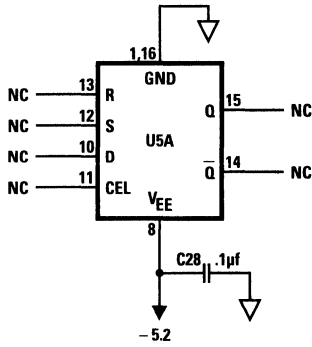 1,16
GND
NC 13 R
NC 12 S
NC 10 D
NC 11 CEL
U5A
Q 15 NC
Q̅ 14 NC
VEE
8
C28 .1µf
– 5.2